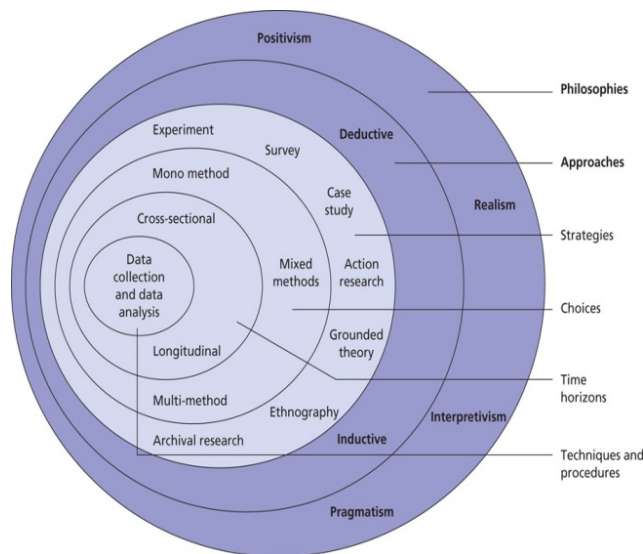 Positivism
Philosophies
Experiment
Deductive
Survey
Approaches
Mono method
Case
study
Realism
Cross-sectional
Strategies
Data
collection
and data
analysis
Mixed
methods
Action
research
Choices
Grounded
theory
Longitudinal
Time
horizons
Multi-method
Ethnography
Interpretivism
Archival research
Inductive
Techniques and
procedures
Pragmatism